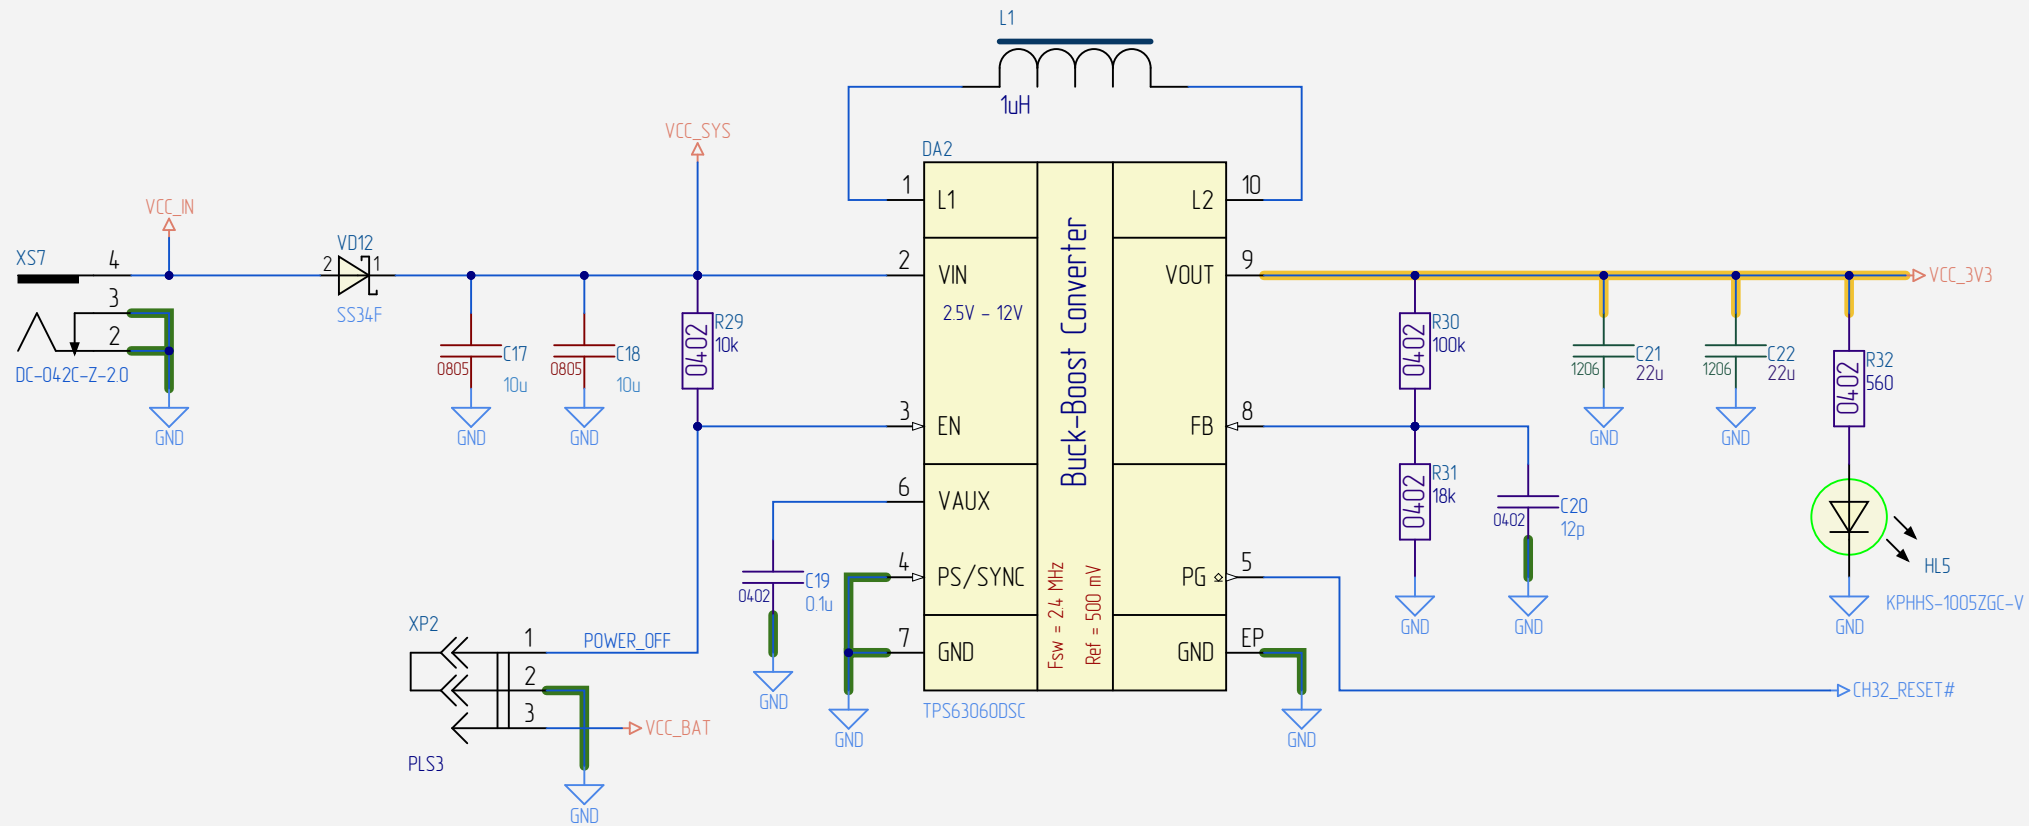 L1
1uH
VCC_SYS
DA2
VCC_IN
1
L1
L2
10
XS7
4
VD12
2
1
SS34F
2
VIN
2.5V - 12V
VOUT
9
VCC_3V3
3
2
DC-042C-Z-2.0
GND
0805
C17
10u
GND
0805
C18
10u
GND
0402
R29
10k
Buck-Boost Converter
0402
R30
100k
1206
C21
22u
GND
1206
C22
22u
GND
0402
R32
560
3
EN
FB
8
6
VAUX
0402
R31
18k
GND
0402
C20
12p
GND
HL5
KPHHS-1005ZGC-V
GND
0402
C19
0.1u
GND
4
PS/SYNC
Fsw = 2.4 MHz
Ref = 500 mV
PG
5
7
GND
GND
EP
XP2
1
POWER_OFF
2
3
VCC_BAT
PLS3
GND
GND
TPS63060DSC
GND
CH32_RESET#